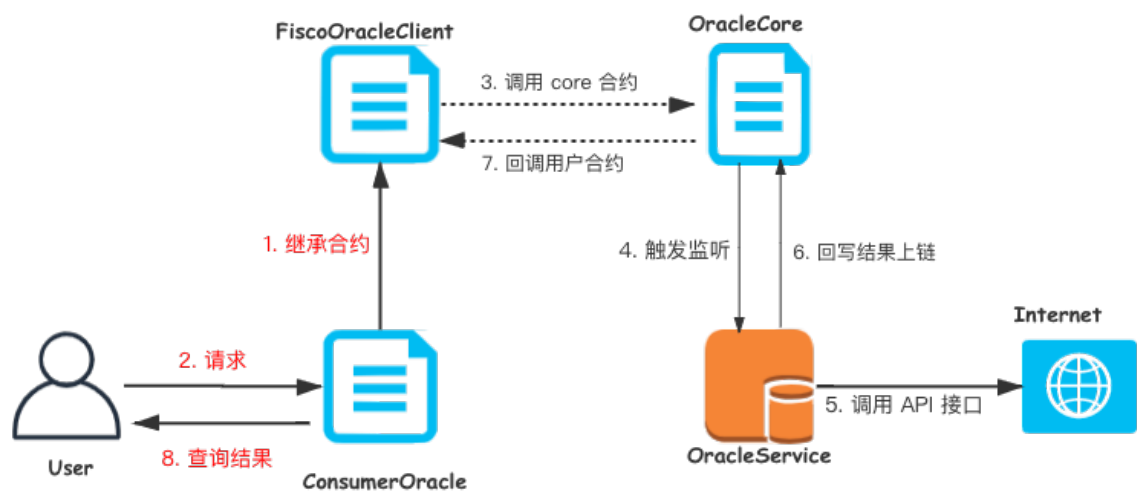 FiscoOracleClient
OracleCore
3. 调用 core 合约
7. 回调用户合约
1. 继承合约
4. 触发监听
6. 回写结果上链
Internet
2. 请求
5. 调用 API 接口
8. 查询结果
User
ConsumerOracle
OracleService